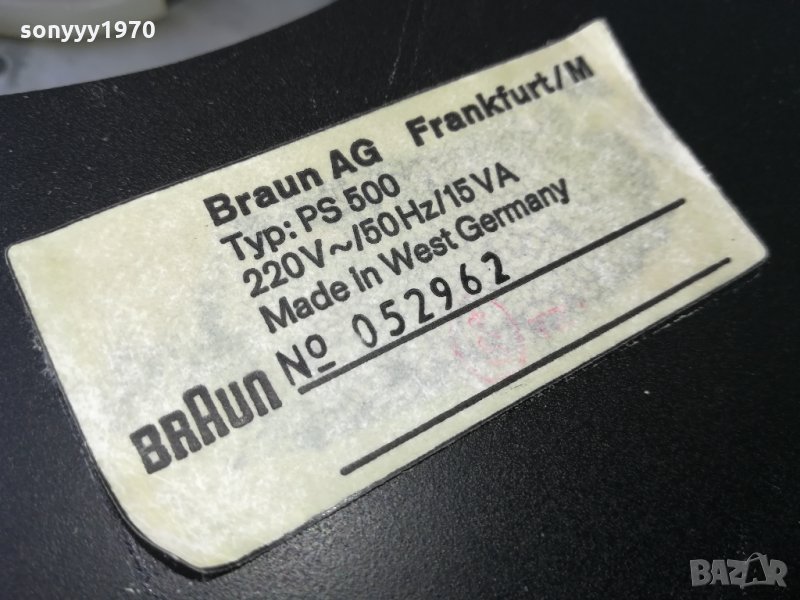 sonyyy1970
Braun AG Frankfurt/M
Typ: PS 500
220V~/50Hz/15VA
Made in West Germany
Nº 052962
BRAUN
BAZAR